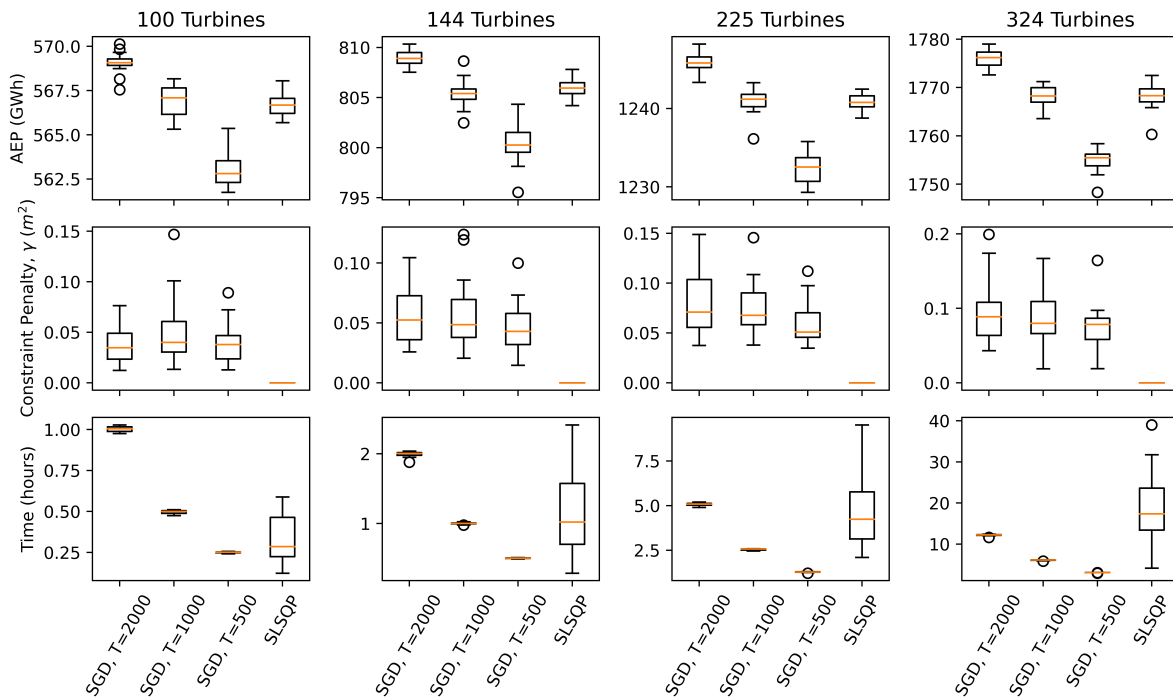 100 Turbines
144 Turbines
225 Turbines
324 Turbines
AEP (GWh)
570.0
567.5
565.0
562.5
810
805
800
795
1240
1230
1780
1770
1760
1750
Constraint Penalty, γ (m²)
0.15
0.10
0.05
0.00
0.10
0.05
0.00
0.15
0.10
0.05
0.00
0.2
0.1
0.0
Time (hours)
1.00
0.75
0.50
0.25
2
1
7.5
5.0
2.5
40
30
20
10
SGD, T=2000
SGD, T=1000
SGD, T=500
SLSQP
SGD, T=2000
SGD, T=1000
SGD, T=500
SLSQP
SGD, T=2000
SGD, T=1000
SGD, T=500
SLSQP
SGD, T=2000
SGD, T=1000
SGD, T=500
SLSQP